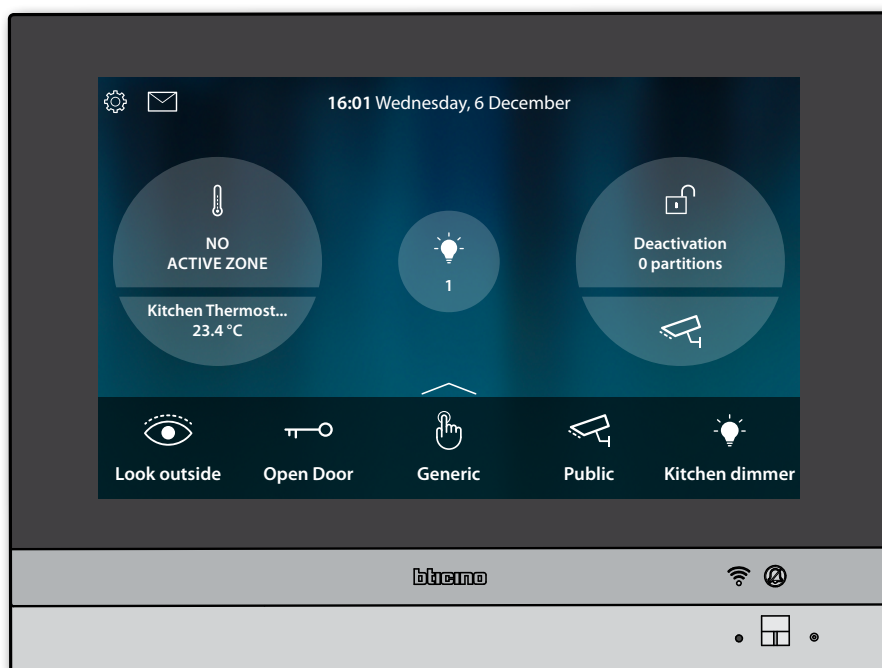 16:01 Wednesday, 6 December
NO
ACTIVE ZONE
Kitchen Thermost...
23.4 °C
1
Deactivation
0 partitions
Look outside
Open Door
Generic
Public
Kitchen dimmer
bticino